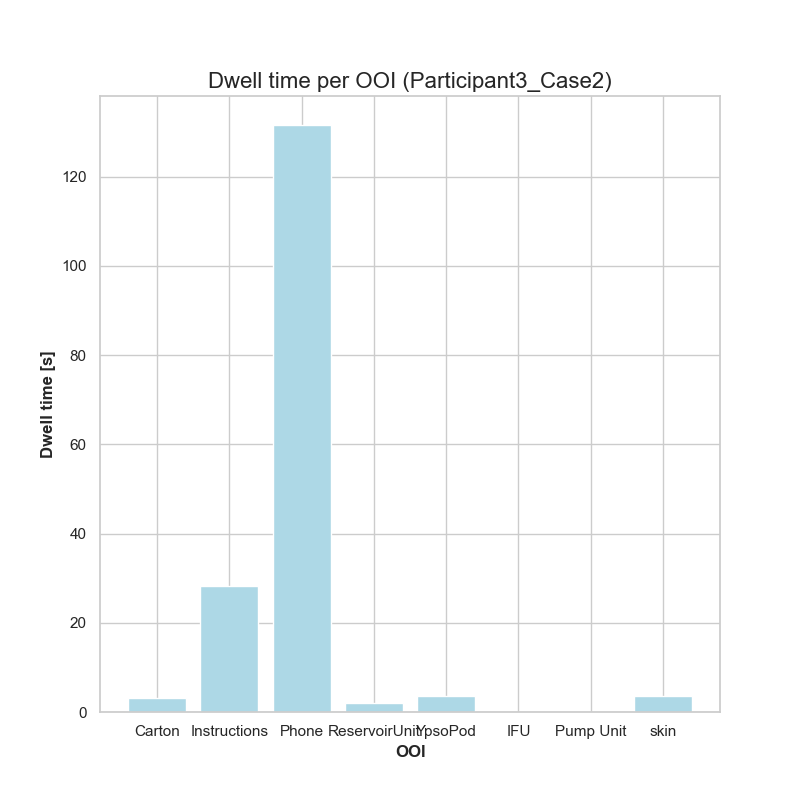 Dwell time per OOI (Participant3_Case2)
120
100
80
60
40
20
0
Dwell time [s]
Carton Instructions Phone ReservoirUnit YpsoPod IFU Pump Unit skin
OOI